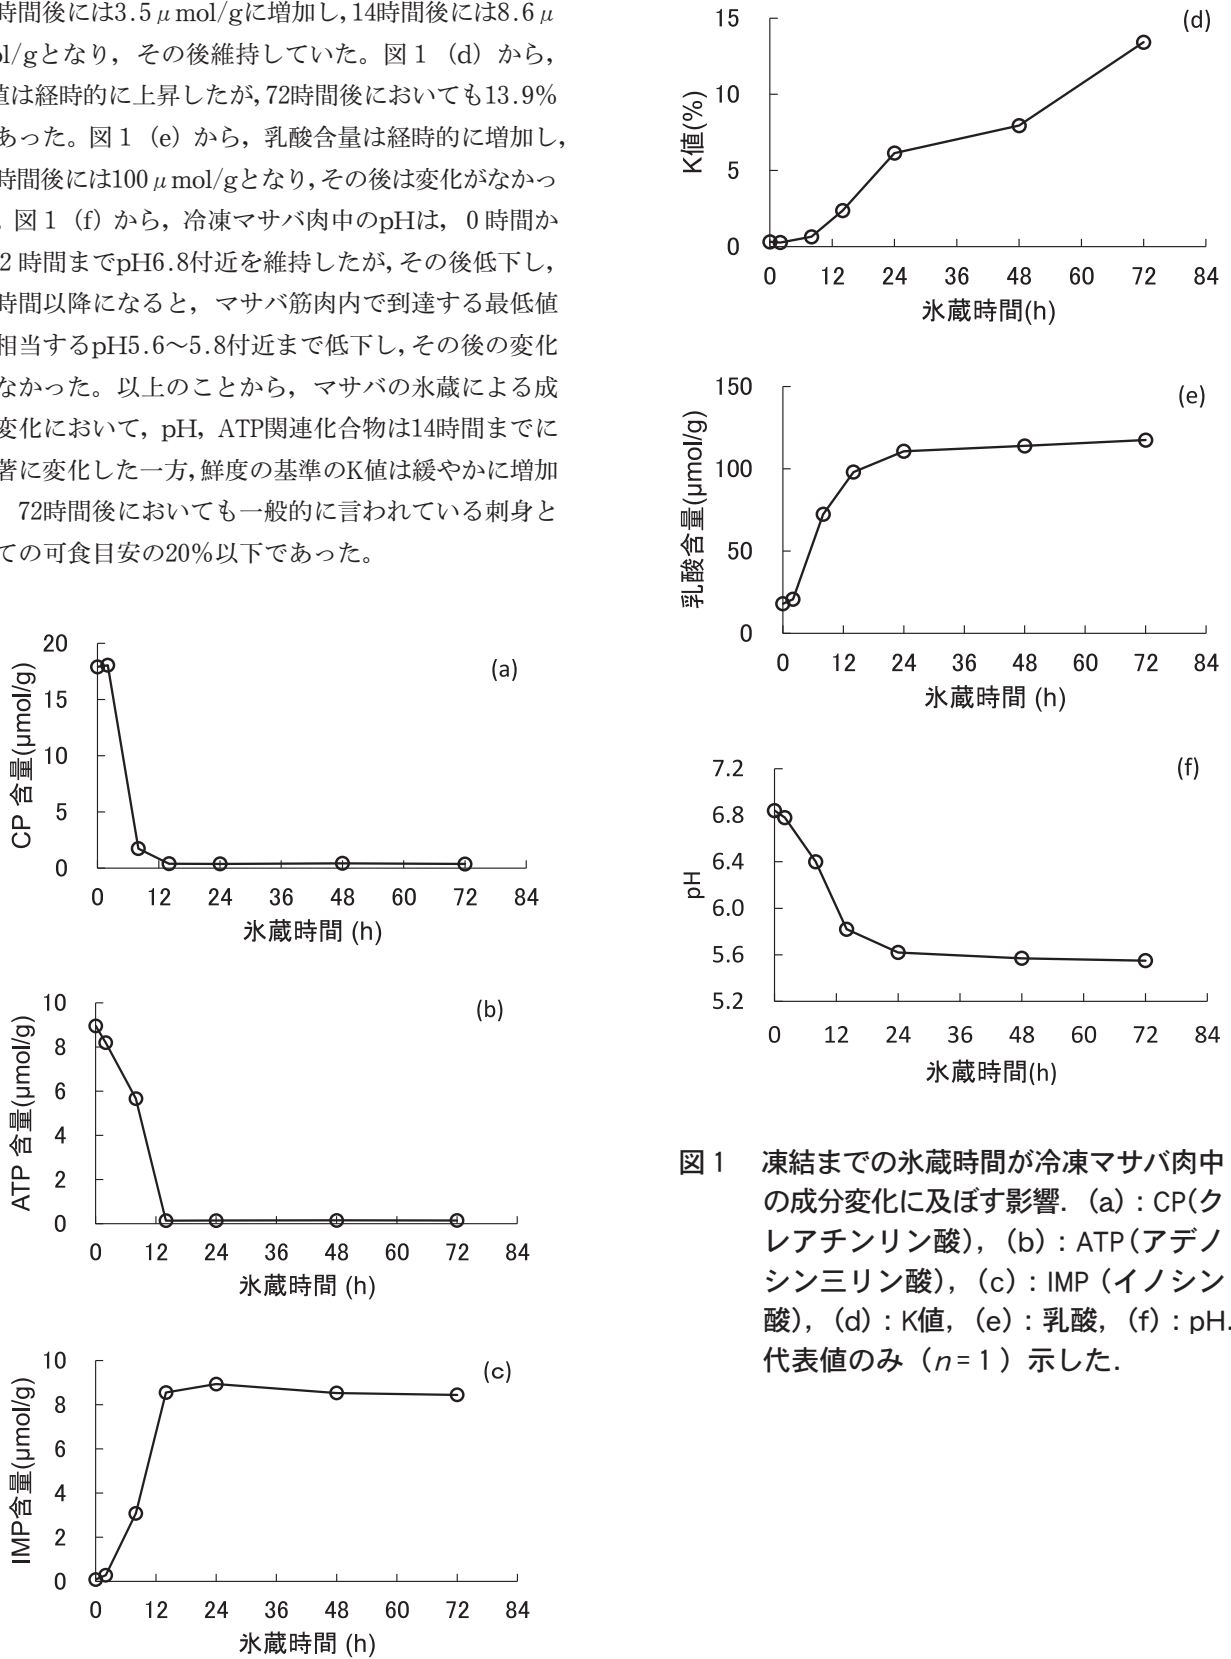 時間後には3.5μmol/gに増加し，14時間後には8.6μ
ol/gとなり，その後維持していた。図1（d）から，
値は経時的に上昇したが，72時間後においても13.9%
あった。図1（e）から，乳酸含量は経時的に増加し，
時間後には100μmol/gとなり，その後は変化がなかっ
．図1（f）から，冷凍マサバ肉中のpHは，0時間か
2時間までpH6.8付近を維持したが，その後低下し，
時間以降になると，マサバ筋肉内で到達する最低値
相当するpH5.6〜5.8付近まで低下し，その後の変化
なかった。以上のことから，マサバの氷蔵による成
変化において，pH，ATP関連化合物は14時間までに
著に変化した一方，鮮度の基準のK値は緩やかに増加
72時間後においても一般的に言われている刺身と
ての可食目安の20%以下であった。
(a)
CP 含量(μmol/g)
20
15
10
5
0
0 12 24 36 48 60 72 84
氷蔵時間 (h)
(b)
ATP 含量(μmol/g)
10
8
6
4
2
0
0 12 24 36 48 60 72 84
氷蔵時間 (h)
(c)
IMP含量(μmol/g)
10
8
6
4
2
0
0 12 24 36 48 60 72 84
氷蔵時間 (h)
(d)
K値(%)
15
10
5
0
0 12 24 36 48 60 72 84
氷蔵時間(h)
(e)
乳酸含量(μmol/g)
150
100
50
0
0 12 24 36 48 60 72 84
氷蔵時間 (h)
(f)
pH
7.2
6.8
6.4
6.0
5.6
5.2
0 12 24 36 48 60 72 84
氷蔵時間(h)
図1 凍結までの氷蔵時間が冷凍マサバ肉中
の成分変化に及ぼす影響．（a）：CP(ク
レアチンリン酸)，（b）：ATP（アデノ
シン三リン酸)，（c）：IMP（イノシン
酸)，（d）：K値，（e）：乳酸，（f）：pH.
代表値のみ（n=1）示した．